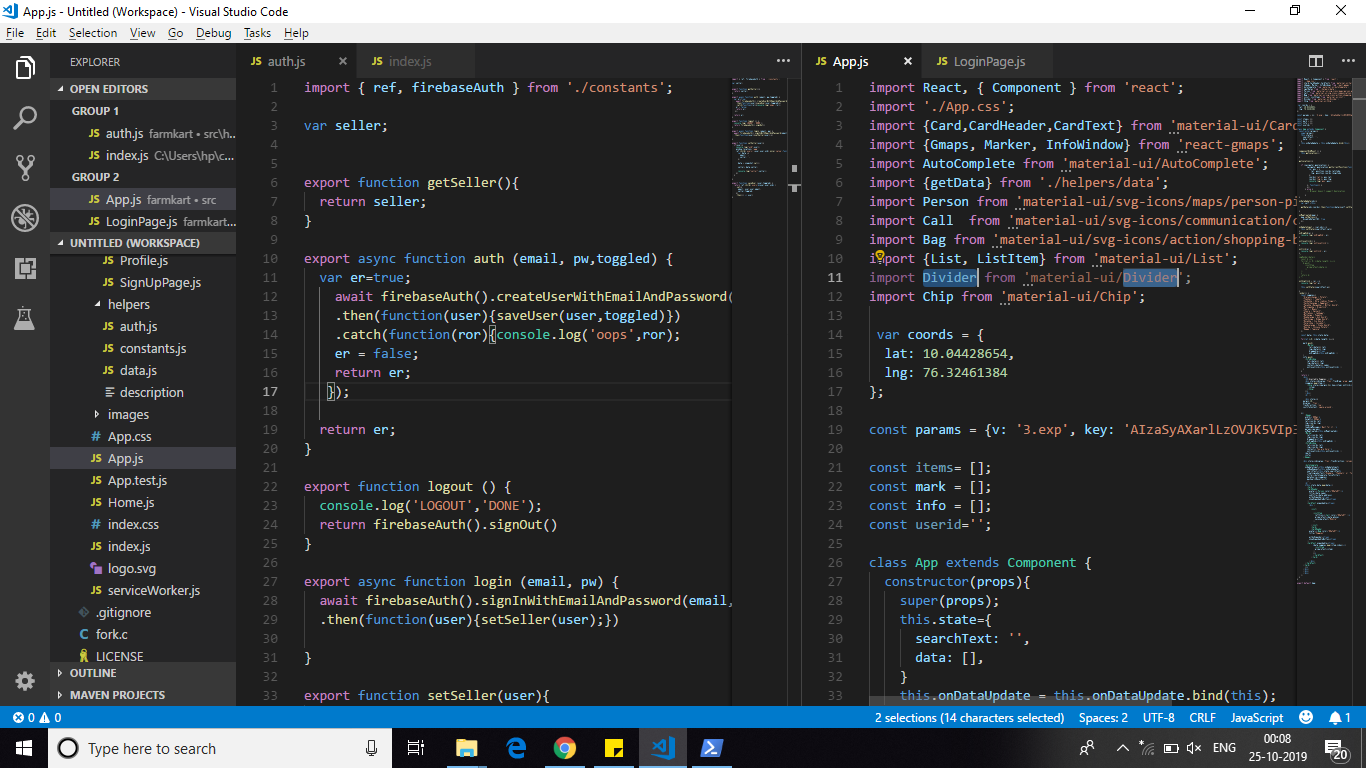 App.js - Untitled (Workspace) - Visual Studio Code
File Edit Selection View Go Debug Tasks Help
EXPLORER
OPEN EDITORS
GROUP 1
JS auth.js farmkart • src\h...
JS index.js C:\Users\hp\c...
GROUP 2
JS App.js farmkart • src
JS LoginPage.js farmkart...
UNTITLED (WORKSPACE)
JS Profile.js
JS SignUpPage.js
helpers
JS auth.js
JS constants.js
JS data.js
description
images
# App.css
JS App.js
JS App.test.js
JS Home.js
# index.css
JS index.js
logo.svg
JS serviceWorker.js
.gitignore
C fork.c
LICENSE
OUTLINE
MAVEN PROJECTS
JS auth.js × JS index.js ...
1 import { ref, firebaseAuth } from './constants';
2
3 var seller;
4
5
6 export function getSeller(){
7 return seller;
8 }
9
10 export async function auth (email, pw,toggled) {
11 var er=true;
12 await firebaseAuth().createUserWithEmailAndPassword(
13 .then(function(user){saveUser(user,toggled)})
14 .catch(function(ror){console.log('oops',ror);
15 er = false;
16 return er;
17 });
18
19 return er;
20 }
21
22 export function logout () {
23 console.log('LOGOUT','DONE');
24 return firebaseAuth().signOut()
25 }
26
27 export async function login (email, pw) {
28 await firebaseAuth().signInWithEmailAndPassword(email,
29 .then(function(user){setSeller(user);})
30
31 }
32
33 export function setSeller(user){
JS App.js × JS LoginPage.js ...
1 import React, { Component } from 'react';
2 import './App.css';
3 import {Card,CardHeader,CardText} from 'material-ui/Card
4 import {Gmaps, Marker, InfoWindow} from 'react-gmaps';
5 import AutoComplete from 'material-ui/AutoComplete';
6 import {getData} from './helpers/data';
7 import Person from 'material-ui/svg-icons/maps/person-pi
8 import Call from 'material-ui/svg-icons/communication/c
9 import Bag from 'material-ui/svg-icons/action/shopping-b
10 import {List, ListItem} from 'material-ui/List';
11 import Divider from 'material-ui/Divider';
12 import Chip from 'material-ui/Chip';
13
14 var coords = {
15 lat: 10.04428654,
16 lng: 76.32461384
17 };
18
19 const params = {v: '3.exp', key: 'AIzaSyAXarlLzOVJK5VIp3
20
21 const items= [];
22 const mark = [];
23 const info = [];
24 const userid='';
25
26 class App extends Component {
27 constructor(props){
28 super(props);
29 this.state={
30 searchText: '',
31 data: [],
32 }
33 this.onDataUpdate = this.onDataUpdate.bind(this);
0 0 2 selections (14 characters selected) Spaces: 2 UTF-8 CRLF JavaScript 1
Type here to search
ENG
00:08
25-10-2019
20